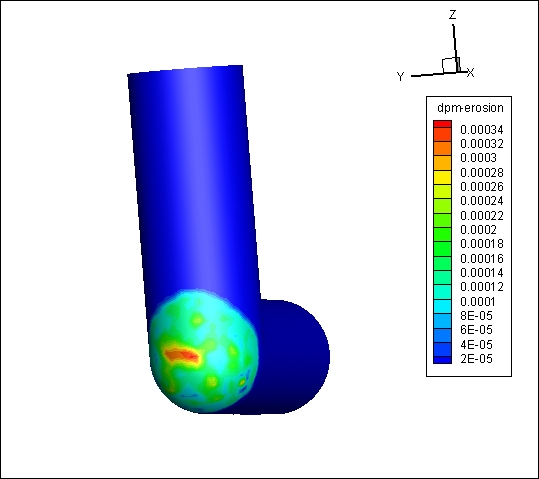 Z
Y
X
dpm-erosion
0.00034
0.00032
0.0003
0.00028
0.00026
0.00024
0.00022
0.0002
0.00018
0.00016
0.00014
0.00012
0.0001
8E-05
6E-05
4E-05
2E-05